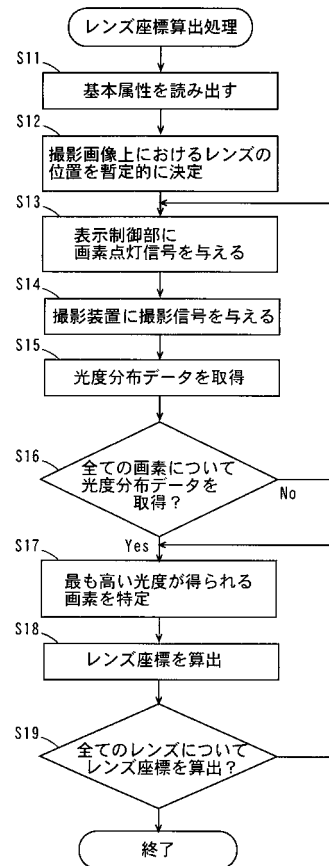 レンズ座標算出処理
S11
基本属性を読み出す
S12
撮影画像上におけるレンズの
位置を暫定的に決定
S13
表示制御部に
画素点灯信号を与える
S14
撮影装置に撮影信号を与える
S15
光度分布データを取得
S16
全ての画素について
光度分布データを
取得？
No
Yes
S17
最も高い光度が得られる
画素を特定
S18
レンズ座標を算出
S19
全てのレンズについて
レンズ座標を算出？
終了